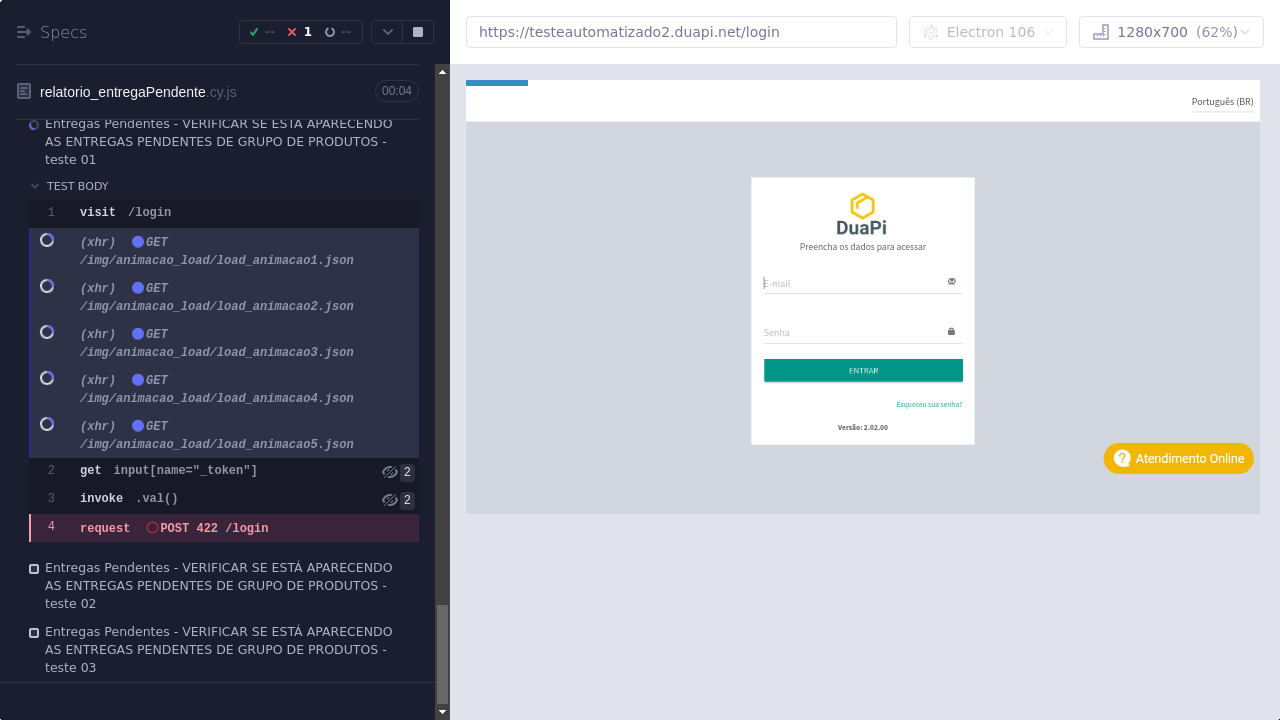 Specs
--
1
--
https://testeautomatizado2.duapi.net/login
Electron 106
1280x700 (62%)
relatorio_entregaPendente.cy.js
00:04
Entregas Pendentes - VERIFICAR SE ESTÁ APARECENDO
AS ENTREGAS PENDENTES DE GRUPO DE PRODUTOS -
teste 01
TEST BODY
1 visit /login
(xhr) GET
/img/animacao_load/load_animacao1.json
(xhr) GET
/img/animacao_load/load_animacao2.json
(xhr) GET
/img/animacao_load/load_animacao3.json
(xhr) GET
/img/animacao_load/load_animacao4.json
(xhr) GET
/img/animacao_load/load_animacao5.json
2 get input[name="_token"] 2
3 invoke .val() 2
4 request POST 422 /login
Entregas Pendentes - VERIFICAR SE ESTÁ APARECENDO
AS ENTREGAS PENDENTES DE GRUPO DE PRODUTOS -
teste 02
Entregas Pendentes - VERIFICAR SE ESTÁ APARECENDO
AS ENTREGAS PENDENTES DE GRUPO DE PRODUTOS -
teste 03
Português (BR)
DuaPi
Preencha os dados para acessar
E-mail
Senha
ENTRAR
Esqueceu sua senha?
Versão: 2.02.00
Atendimento Online